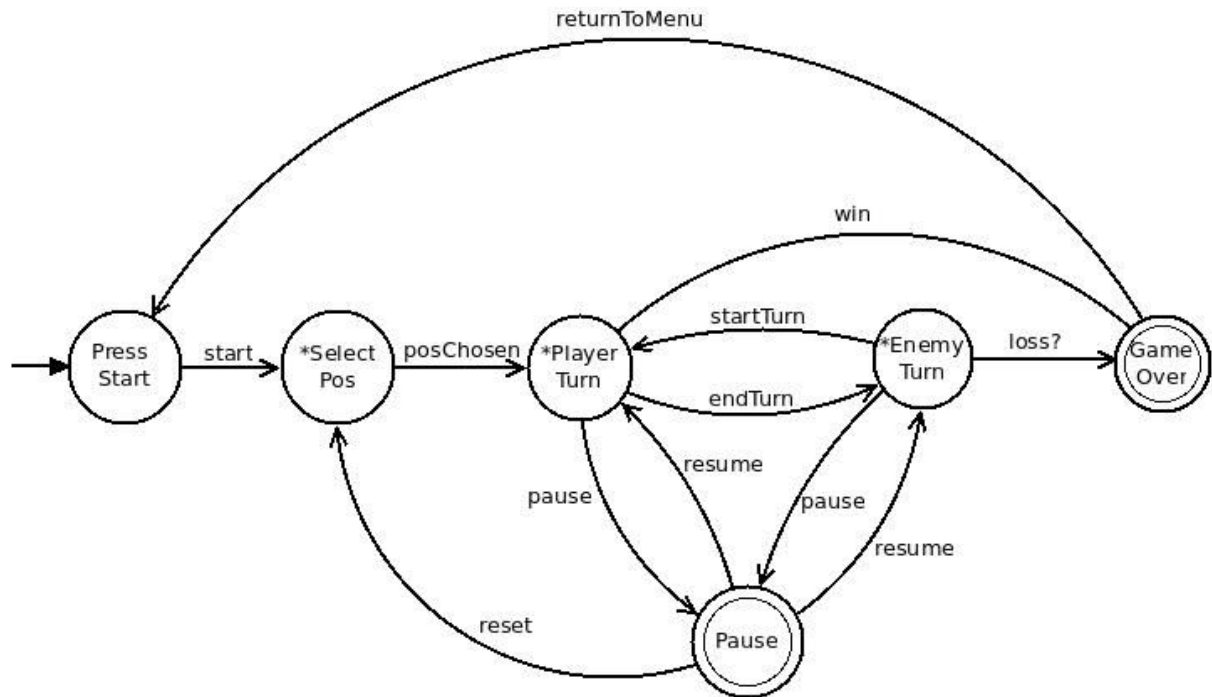 returnToMenu
win
Press
Start
start
*Select
Pos
posChosen
*Player
Turn
startTurn
endTurn
*Enemy
Turn
loss?
Game
Over
pause
resume
pause
resume
reset
Pause